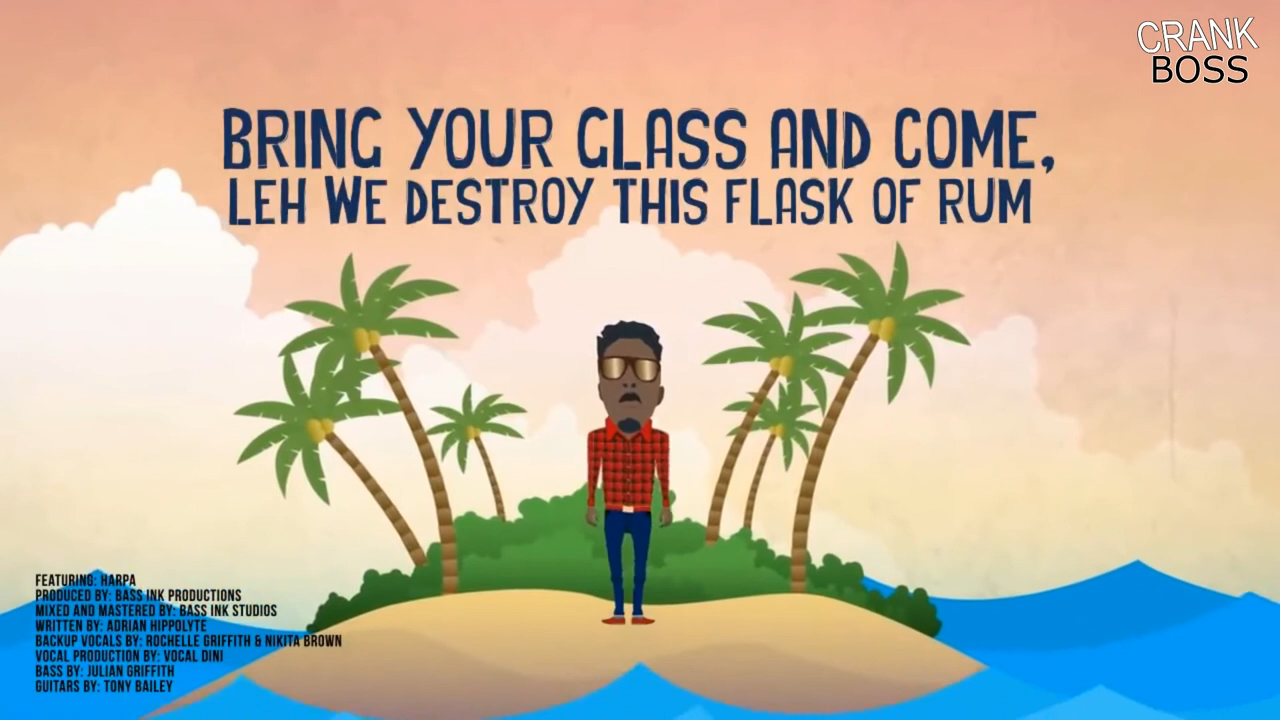 CRANK
BOSS
BRING YOUR GLASS AND COME,
LEH WE DESTROY THIS FLASK OF RUM
FEATURING: HARPA
PRODUCED BY: BASS INK PRODUCTIONS
MIXED AND MASTERED BY: BASS INK STUDIOS
WRITTEN BY: ADRIAN HIPPOLYTE
BACKUP VOCALS BY: ROCHELLE GRIFFITH & NIKITA BROWN
VOCAL PRODUCTION BY: VOCAL DINI
BASS BY: JULIAN GRIFFITH
GUITARS BY: TONY BAILEY